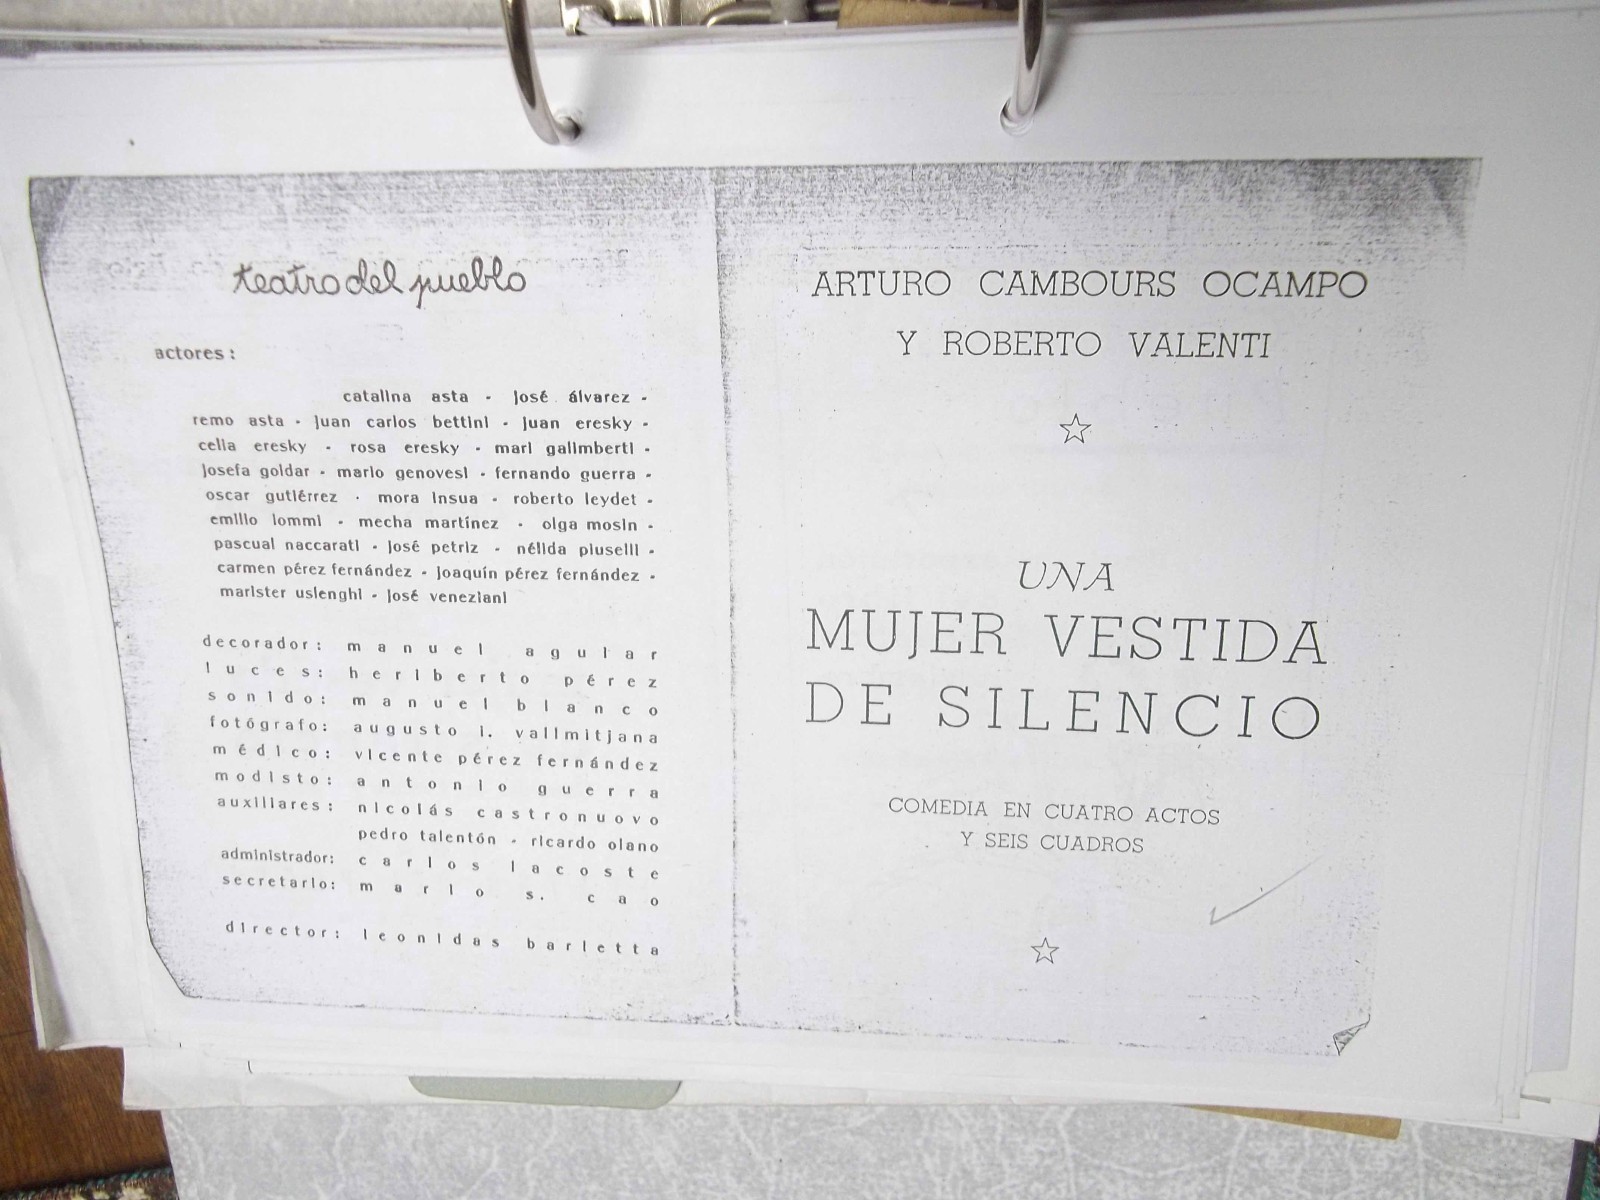 teatro del pueblo
actores:
catalina asta - josé álvarez -
remo asta - juan carlos bettini - juan eresky -
celia eresky - rosa eresky - mari galimberti -
josefa goldar - mario genovesi - fernando guerra -
oscar gutiérrez - mora insua - roberto leydet -
emilio lommi - mecha martínez - olga mosin -
pascual naccarati - josé petriz - nélida piuselli -
carmen pérez fernández - joaquín pérez fernández -
marister uslenghi - josé veneziani
decorador: manuel aguiar
luces: heriberto pérez
sonido: manuel blanco
fotógrafo: augusto i. vallmitjana
médico: vicente pérez fernández
modisto: antonio guerra
auxiliares: nicolás castronuovo
pedro talentón - ricardo olano
administrador: carlos lacoste
secretario: mario s. cao
director: leonidas barletta
ARTURO CAMBOURS OCAMPO
Y ROBERTO VALENTI
UNA
MUJER VESTIDA
DE SILENCIO
COMEDIA EN CUATRO ACTOS
Y SEIS CUADROS